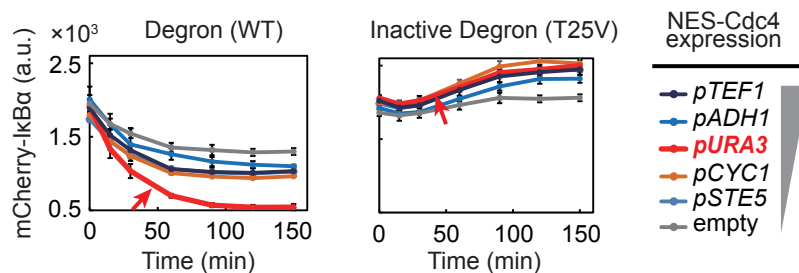 ×10³
Degron (WT)
Inactive Degron (T25V)
NES-Cdc4
expression
mCherry-IκBα (a.u.)
2.5
1.5
0.5
0
50
100
150
Time (min)
0
50
100
150
Time (min)
pTEF1
pADH1
pURA3
pCYC1
pSTE5
empty